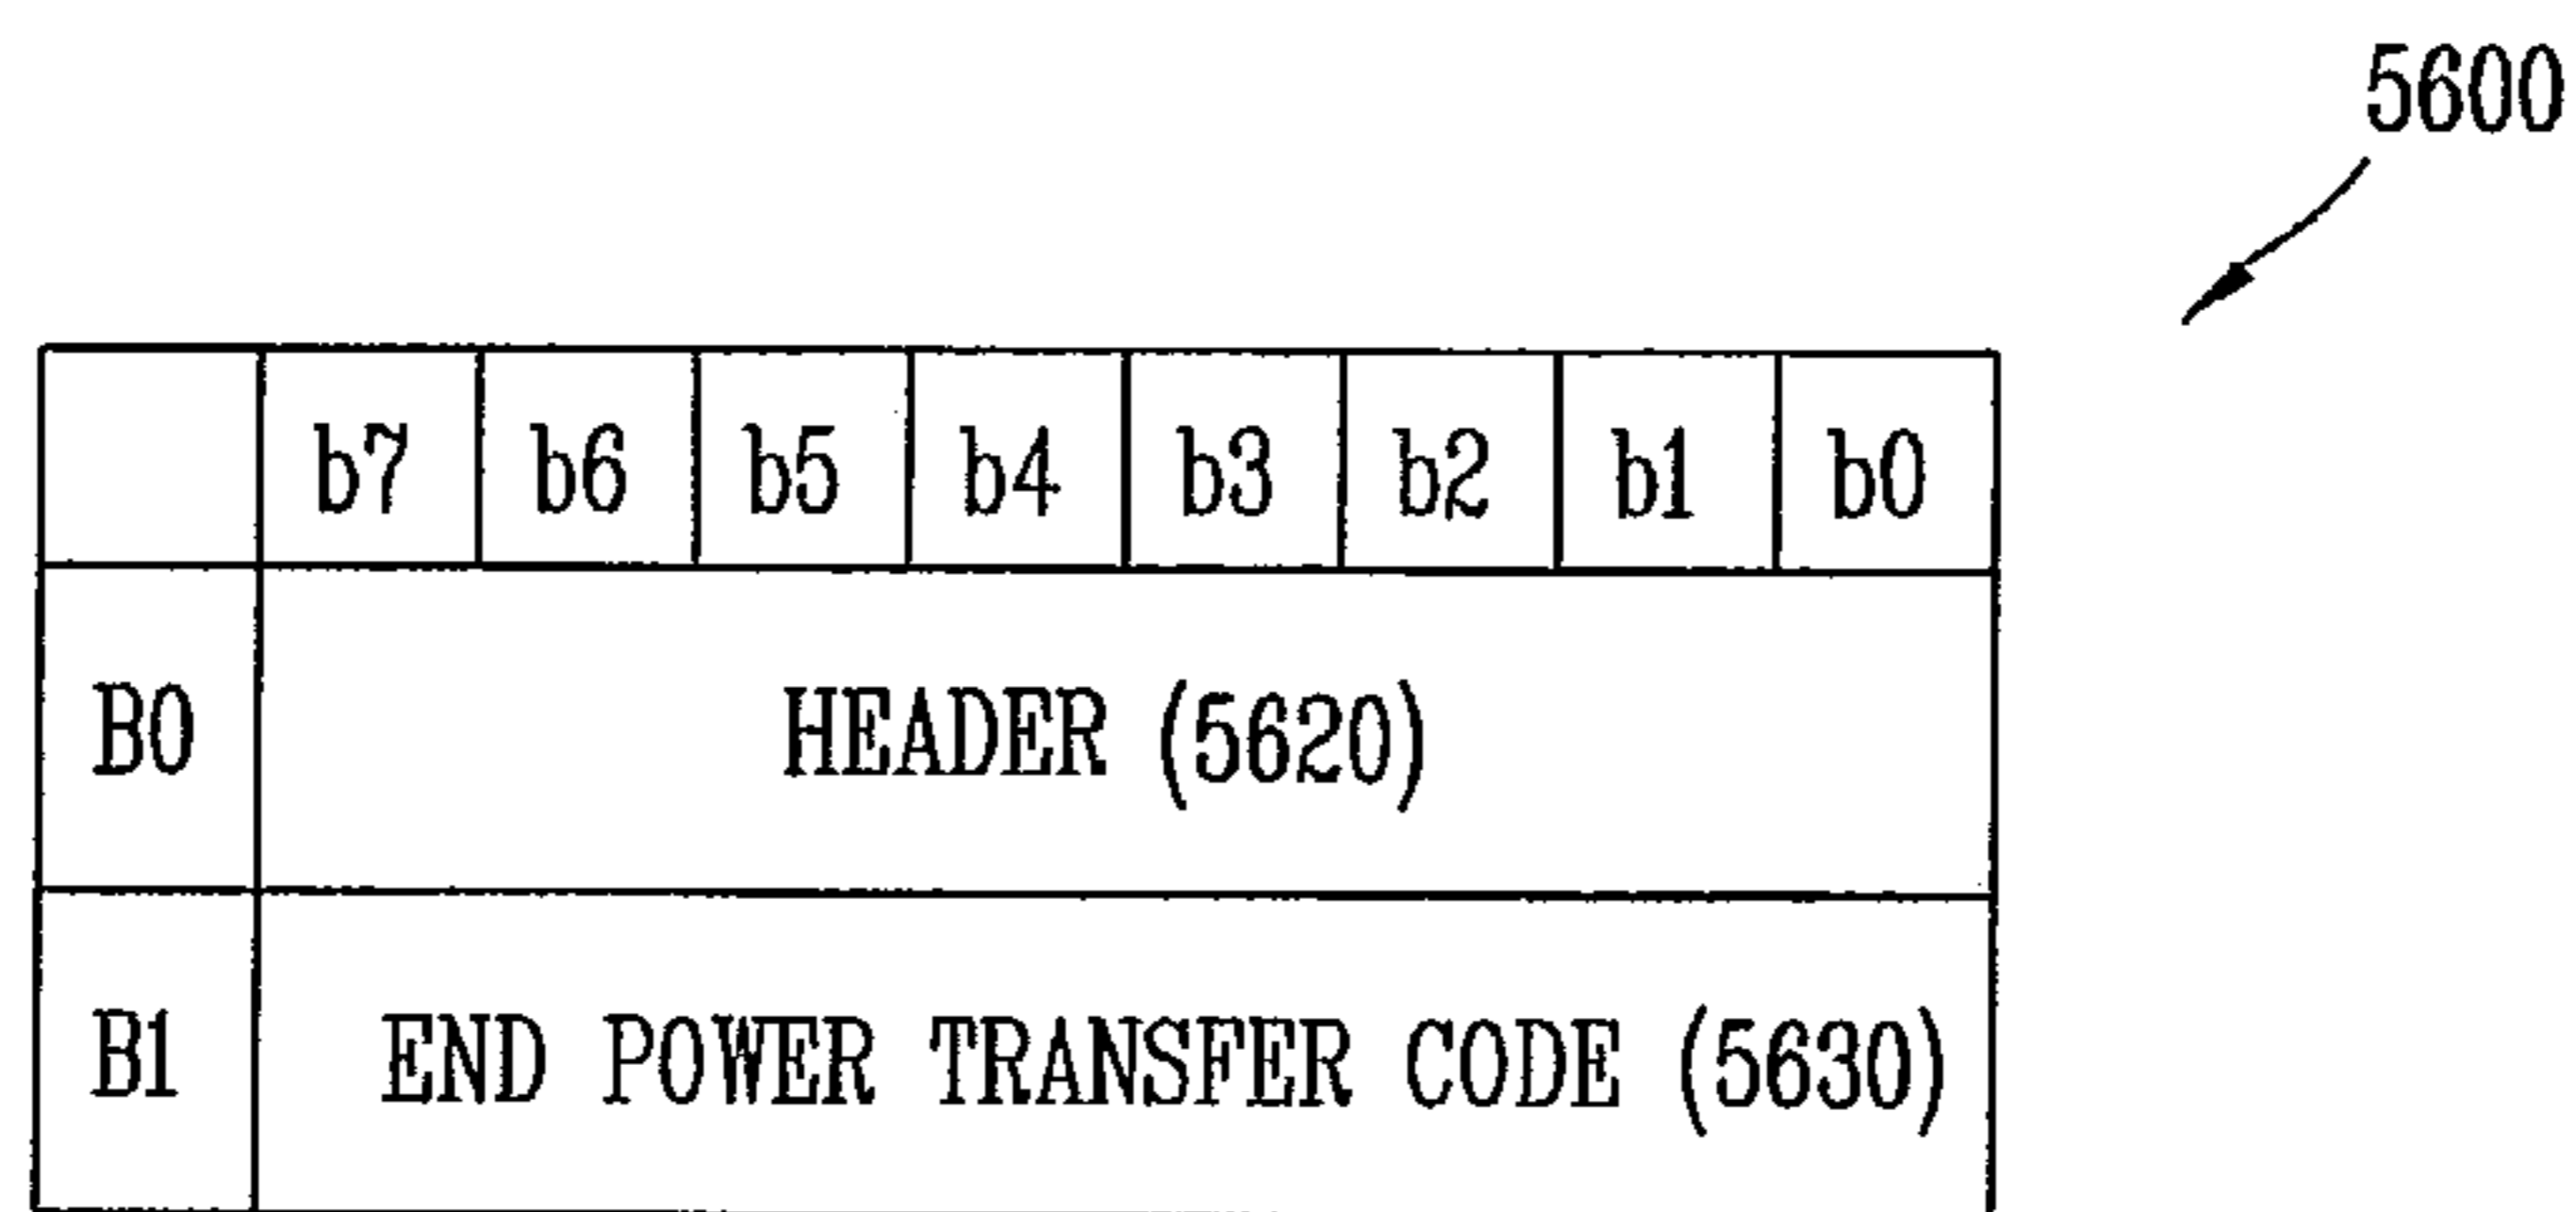 5600
b7 b6 b5 b4 b3 b2 b1 b0
B0 HEADER (5620)
B1 END POWER TRANSFER CODE (5630)